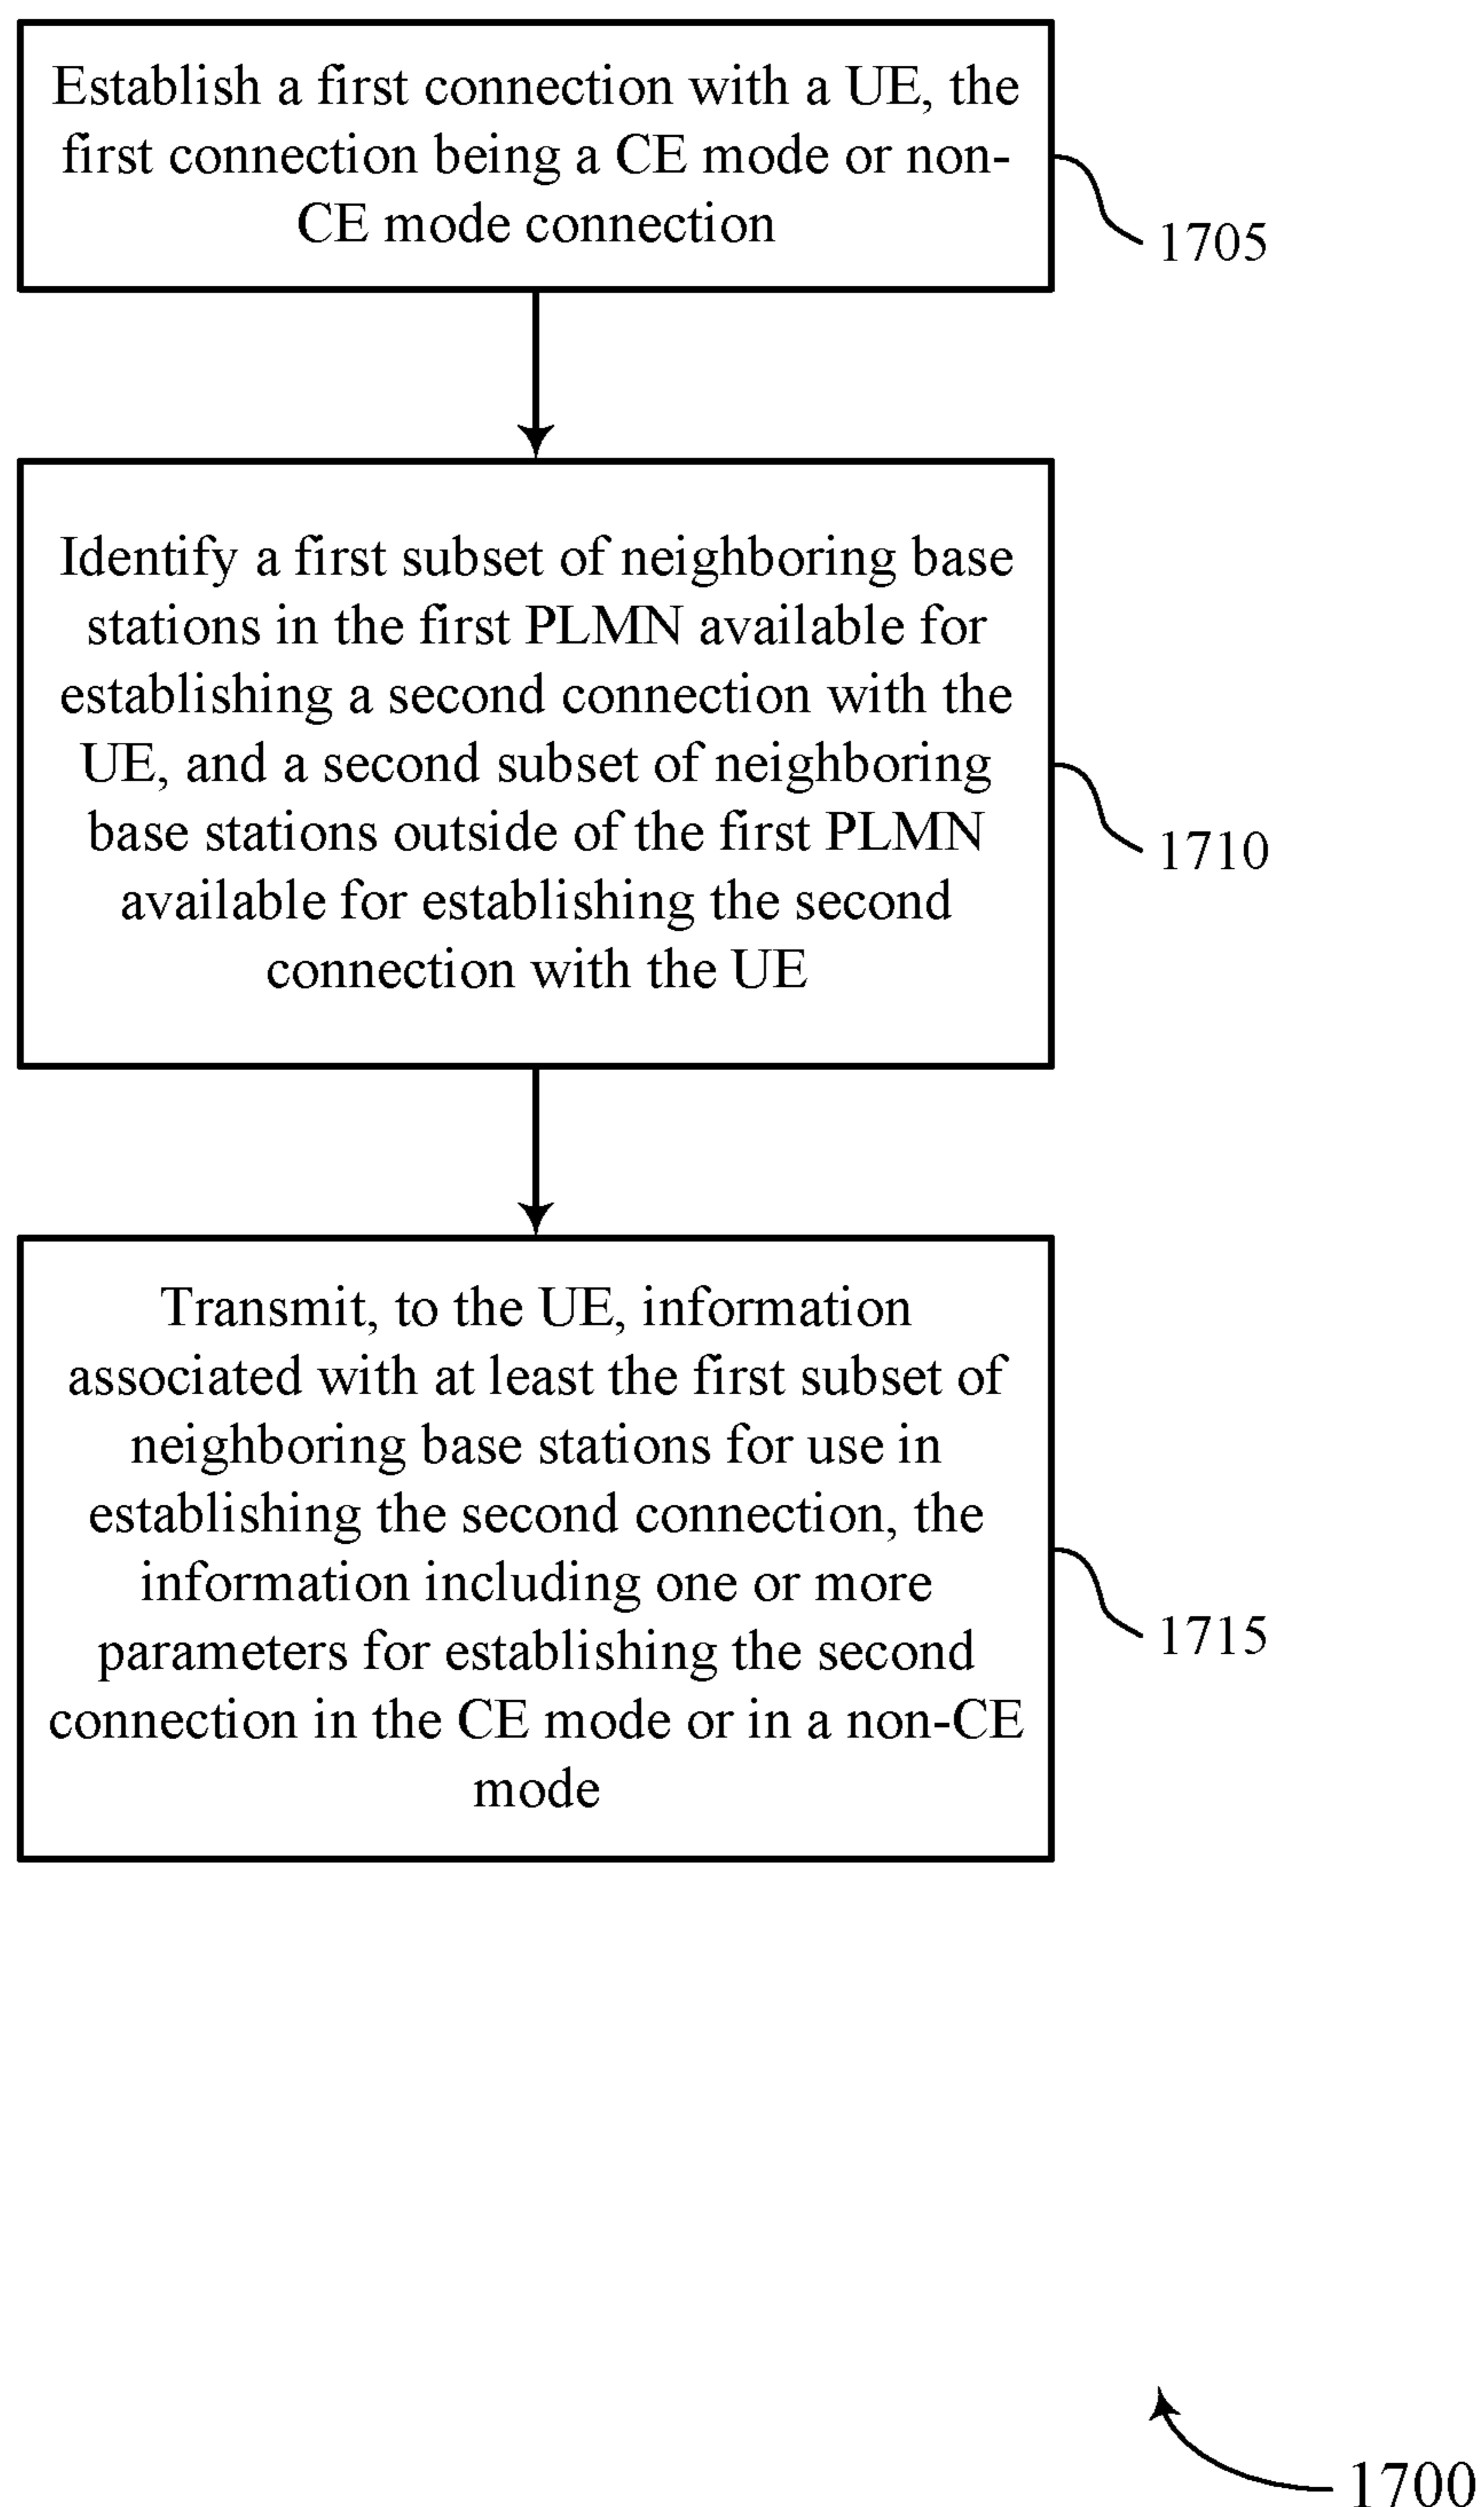 Establish a first connection with a UE, the
first connection being a CE mode or non-
CE mode connection
1705
Identify a first subset of neighboring base
stations in the first PLMN available for
establishing a second connection with the
UE, and a second subset of neighboring
base stations outside of the first PLMN
available for establishing the second
connection with the UE
1710
Transmit, to the UE, information
associated with at least the first subset of
neighboring base stations for use in
establishing the second connection, the
information including one or more
parameters for establishing the second
connection in the CE mode or in a non-CE
mode
1715
1700